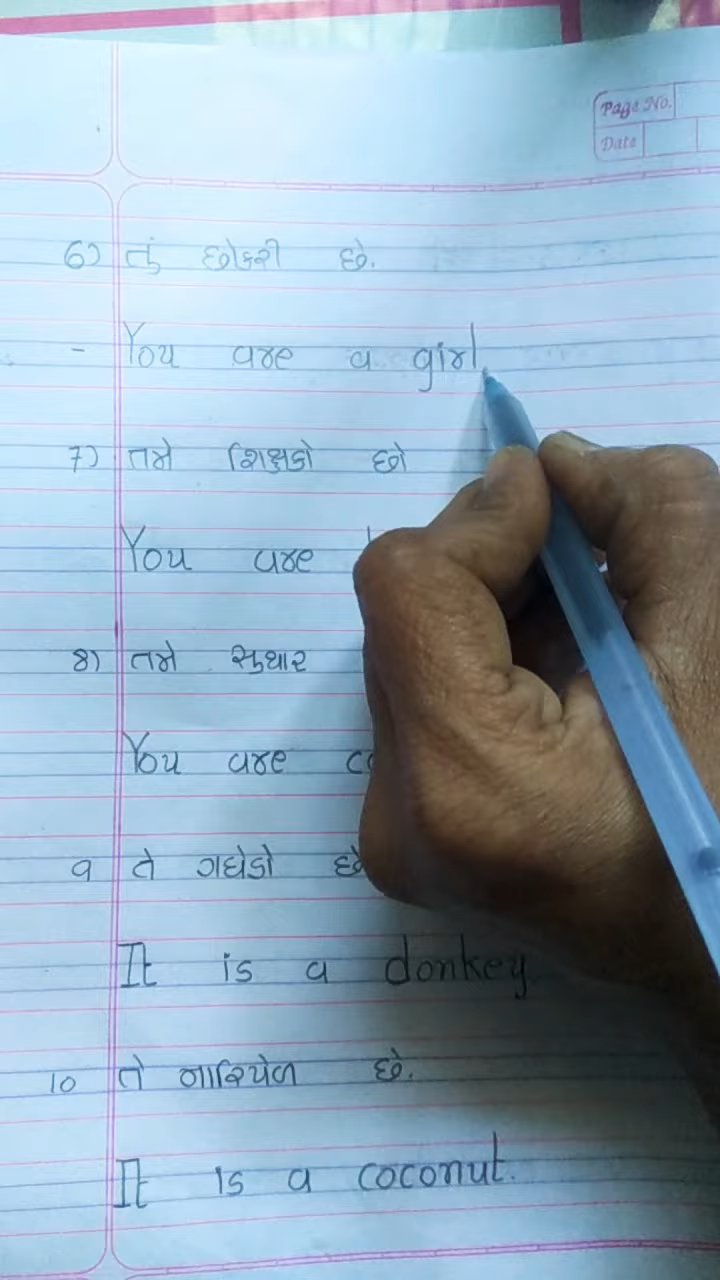 Page No.
Date
6) તું છોકરી છે.
- You are a girl
7) તમે શિક્ષકો છો
You are
8) તમે સુથાર
You are
9 તે ગધેડો છે
It is a donkey
10 તે નારિયેળ છે.
It is a coconut.